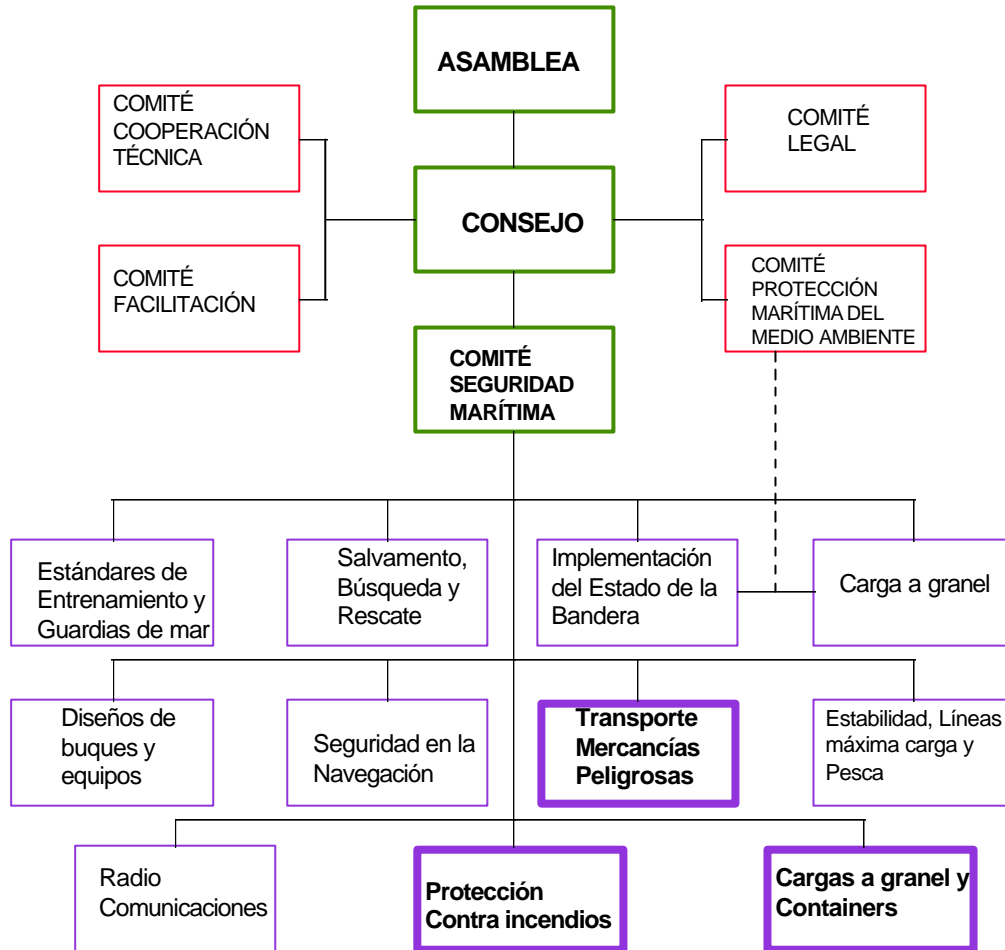 ASAMBLEA
COMITÉ
COOPERACIÓN
TÉCNICA
COMITÉ
LEGAL
CONSEJO
COMITÉ
FACILITACIÓN
COMITÉ
PROTECCIÓN
MARÍTIMA DEL
MEDIO AMBIENTE
COMITÉ
SEGURIDAD
MARÍTIMA
Estándares de
Entrenamiento y
Guardias de mar
Salvamento,
Búsqueda y
Rescate
Implementación
del Estado de la
Bandera
Carga a granel
Diseños de
buques y
equipos
Seguridad en la
Navegación
Transporte
Mercancías
Peligrosas
Estabilidad, Líneas
máxima carga y
Pesca
Radio
Comunicaciones
Protección
Contra incendios
Cargas a granel y
Containers